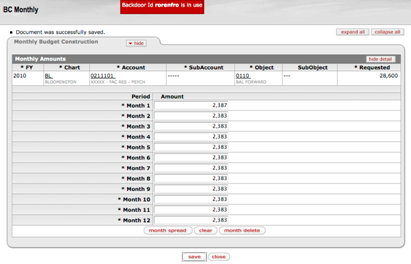 BC Monthly
Backdoor Id rorenfro is in use
Document was successfully saved.
expand all collapse all
Monthly Budget Construction hide
Monthly Amounts hide detail
* FY * Chart * Account * SubAccount * Object SubObject * Requested
2010 BL 0211101 ----- 0110 --- 28,600
BLOOMINGTON XXXXX - FAC RES - PSYCH BAL FORWARD
Period Amount
* Month 1 2,387
* Month 2 2,383
* Month 3 2,383
* Month 4 2,383
* Month 5 2,383
* Month 6 2,383
* Month 7 2,383
* Month 8 2,383
* Month 9 2,383
* Month 10 2,383
* Month 11 2,383
* Month 12 2,383
month spread clear month delete
save close